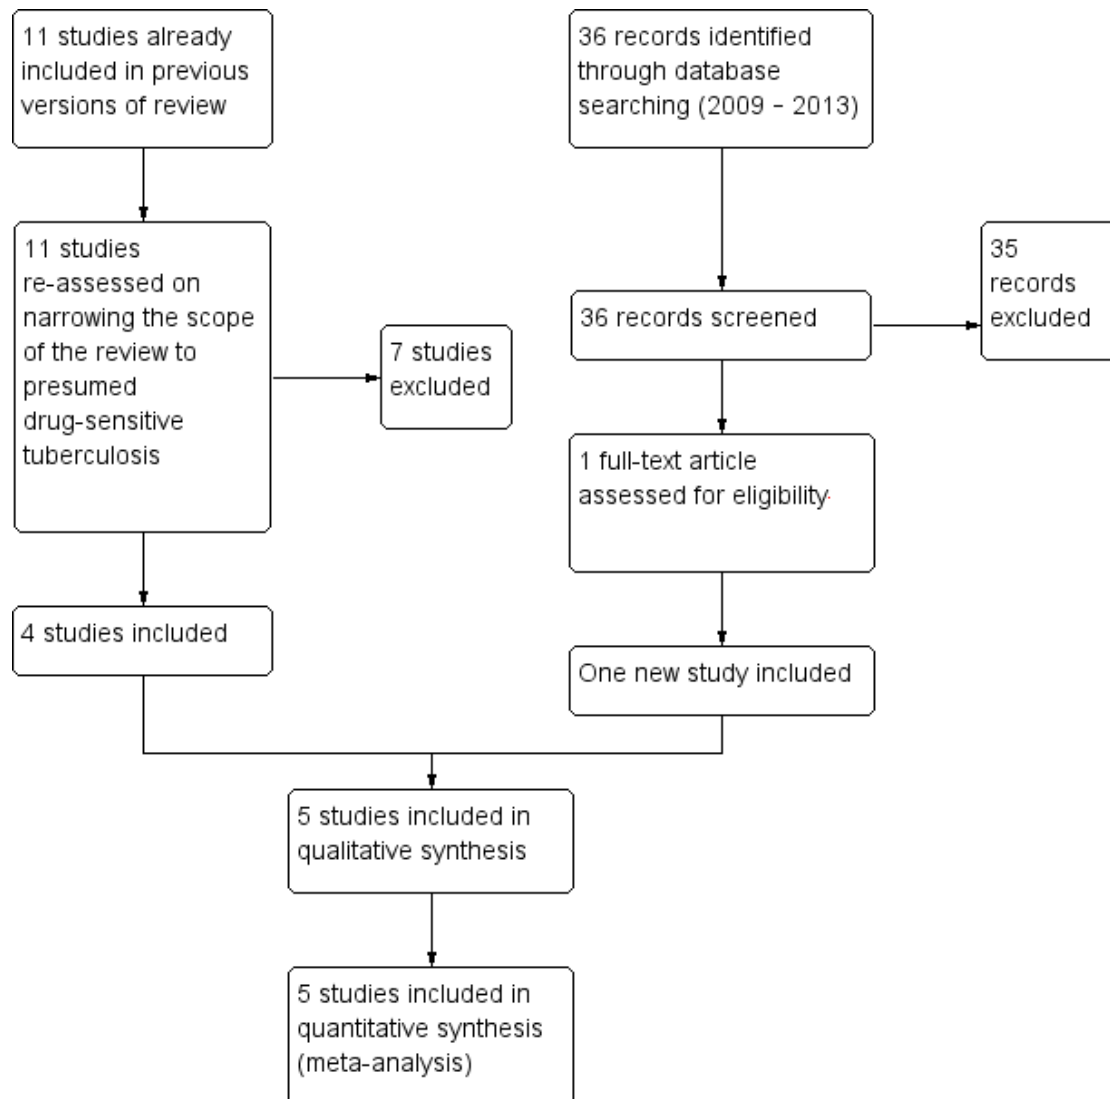 11 studies already
included in previous
versions of review
36 records identified
through database
searching (2009 – 2013)
11 studies
re-assessed on
narrowing the scope
of the review to
presumed
drug-sensitive
tuberculosis
7 studies
excluded
36 records screened
35
records
excluded
1 full-text article
assessed for eligibility.
4 studies included
One new study included
5 studies included in
qualitative synthesis
5 studies included in
quantitative synthesis
(meta-analysis)